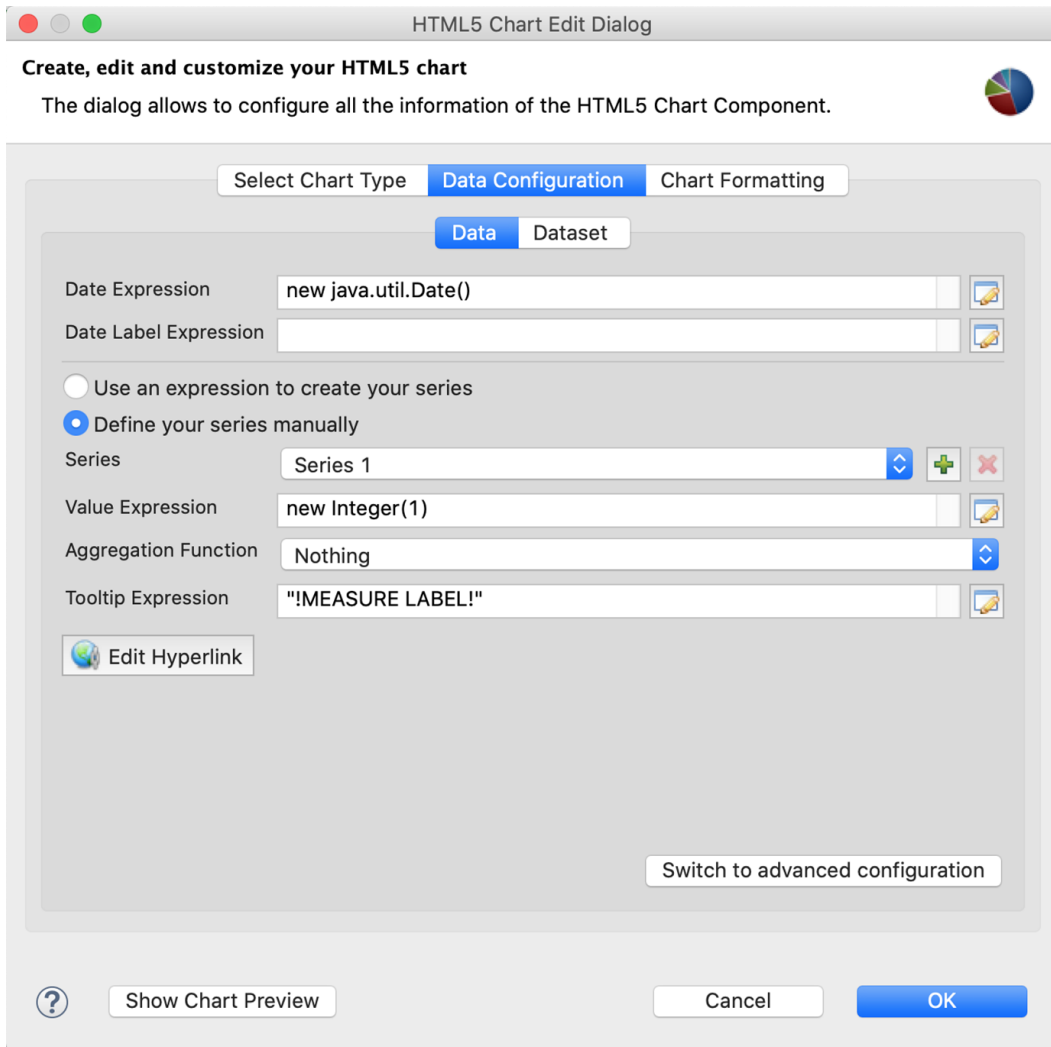 HTML5 Chart Edit Dialog
Create, edit and customize your HTML5 chart
The dialog allows to configure all the information of the HTML5 Chart Component.
Select Chart Type Data Configuration Chart Formatting
Data Dataset
Date Expression new java.util.Date()
Date Label Expression
Use an expression to create your series
Define your series manually
Series Series 1
Value Expression new Integer(1)
Aggregation Function Nothing
Tooltip Expression "!MEASURE LABEL!"
Edit Hyperlink
Switch to advanced configuration
? Show Chart Preview Cancel OK